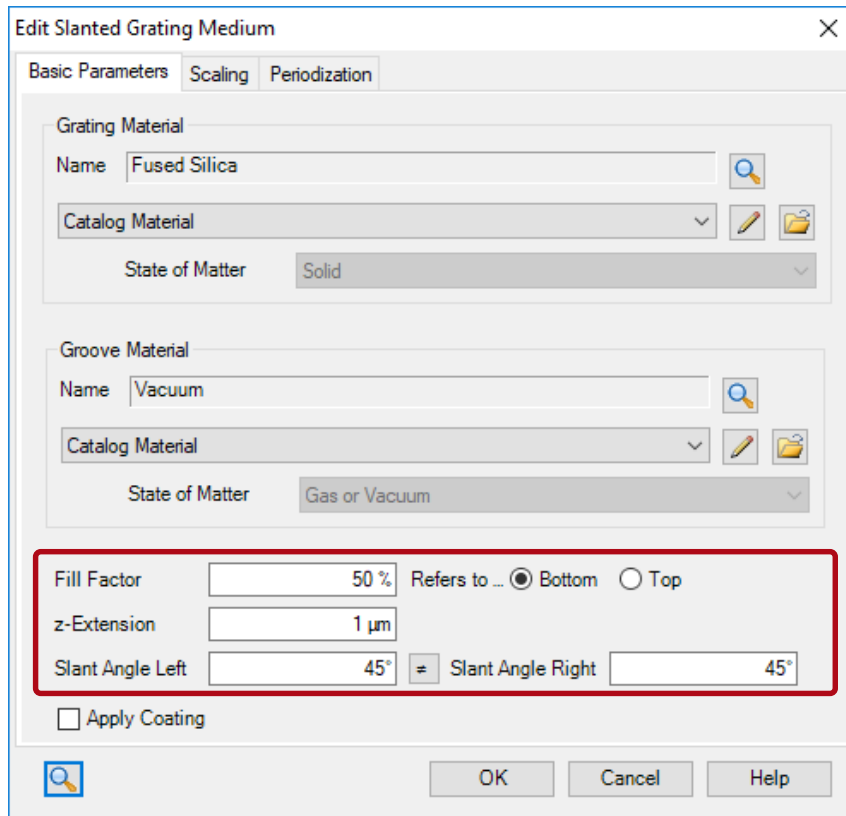 Edit Slanted Grating Medium
Basic Parameters Scaling Periodization
Grating Material
Name Fused Silica
Catalog Material
State of Matter Solid
Groove Material
Name Vacuum
Catalog Material
State of Matter Gas or Vacuum
Fill Factor 50 % Refers to ... Bottom Top
z-Extension 1 µm
Slant Angle Left 45° ≠ Slant Angle Right 45°
Apply Coating
OK Cancel Help